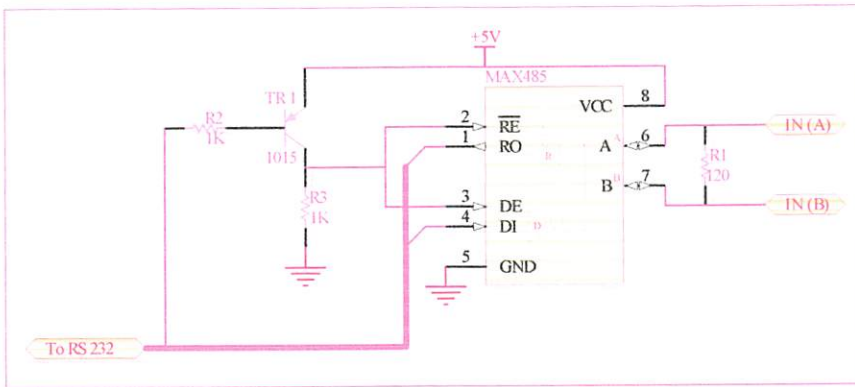 +5V
MAX485
TR1
VCC 8
R2
1K
2 RE
1 RO
A 6
IN (A)
1015
R1
120
R3
1K
B 7
3 DE
4 DI
IN (B)
5 GND
To RS 232